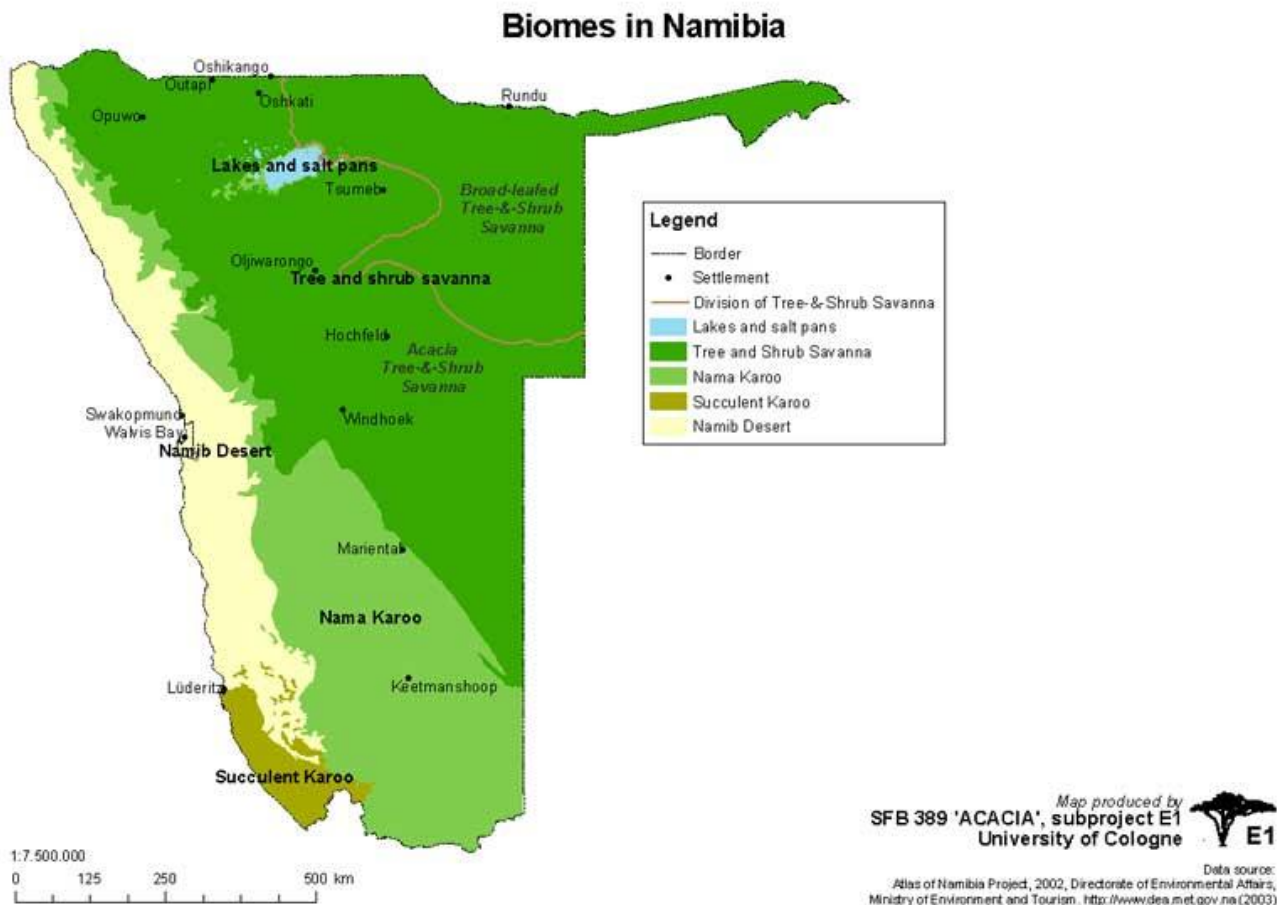 Biomes in Namibia
Oshikango
Outapi
Oshkati
Rundu
Opuwo
Lakes and salt pans
Tsumeb
Broad-leafed
Tree-&-Shrub
Savanna
Otjiwarongo
Tree and shrub savanna
Hochfeld
Acacia
Tree-&-Shrub
Savanna
Swakopmund
Walvis Bay
Windhoek
Namib Desert
Mariental
Nama Karoo
Lüderitz
Keetmanshoop
Succulent Karoo
Legend
Border
Settlement
Division of Tree-&-Shrub Savanna
Lakes and salt pans
Tree and Shrub Savanna
Nama Karoo
Succulent Karoo
Namib Desert
1:7.500.000
0 125 250 500 km
Map produced by
SFB 389 'ACACIA', subproject E1
University of Cologne
E1
Data source:
Atlas of Namibia Project, 2002, Directorate of Environmental Affairs,
Ministry of Environment and Tourism, http://www.dea.met.gov.na (2003)